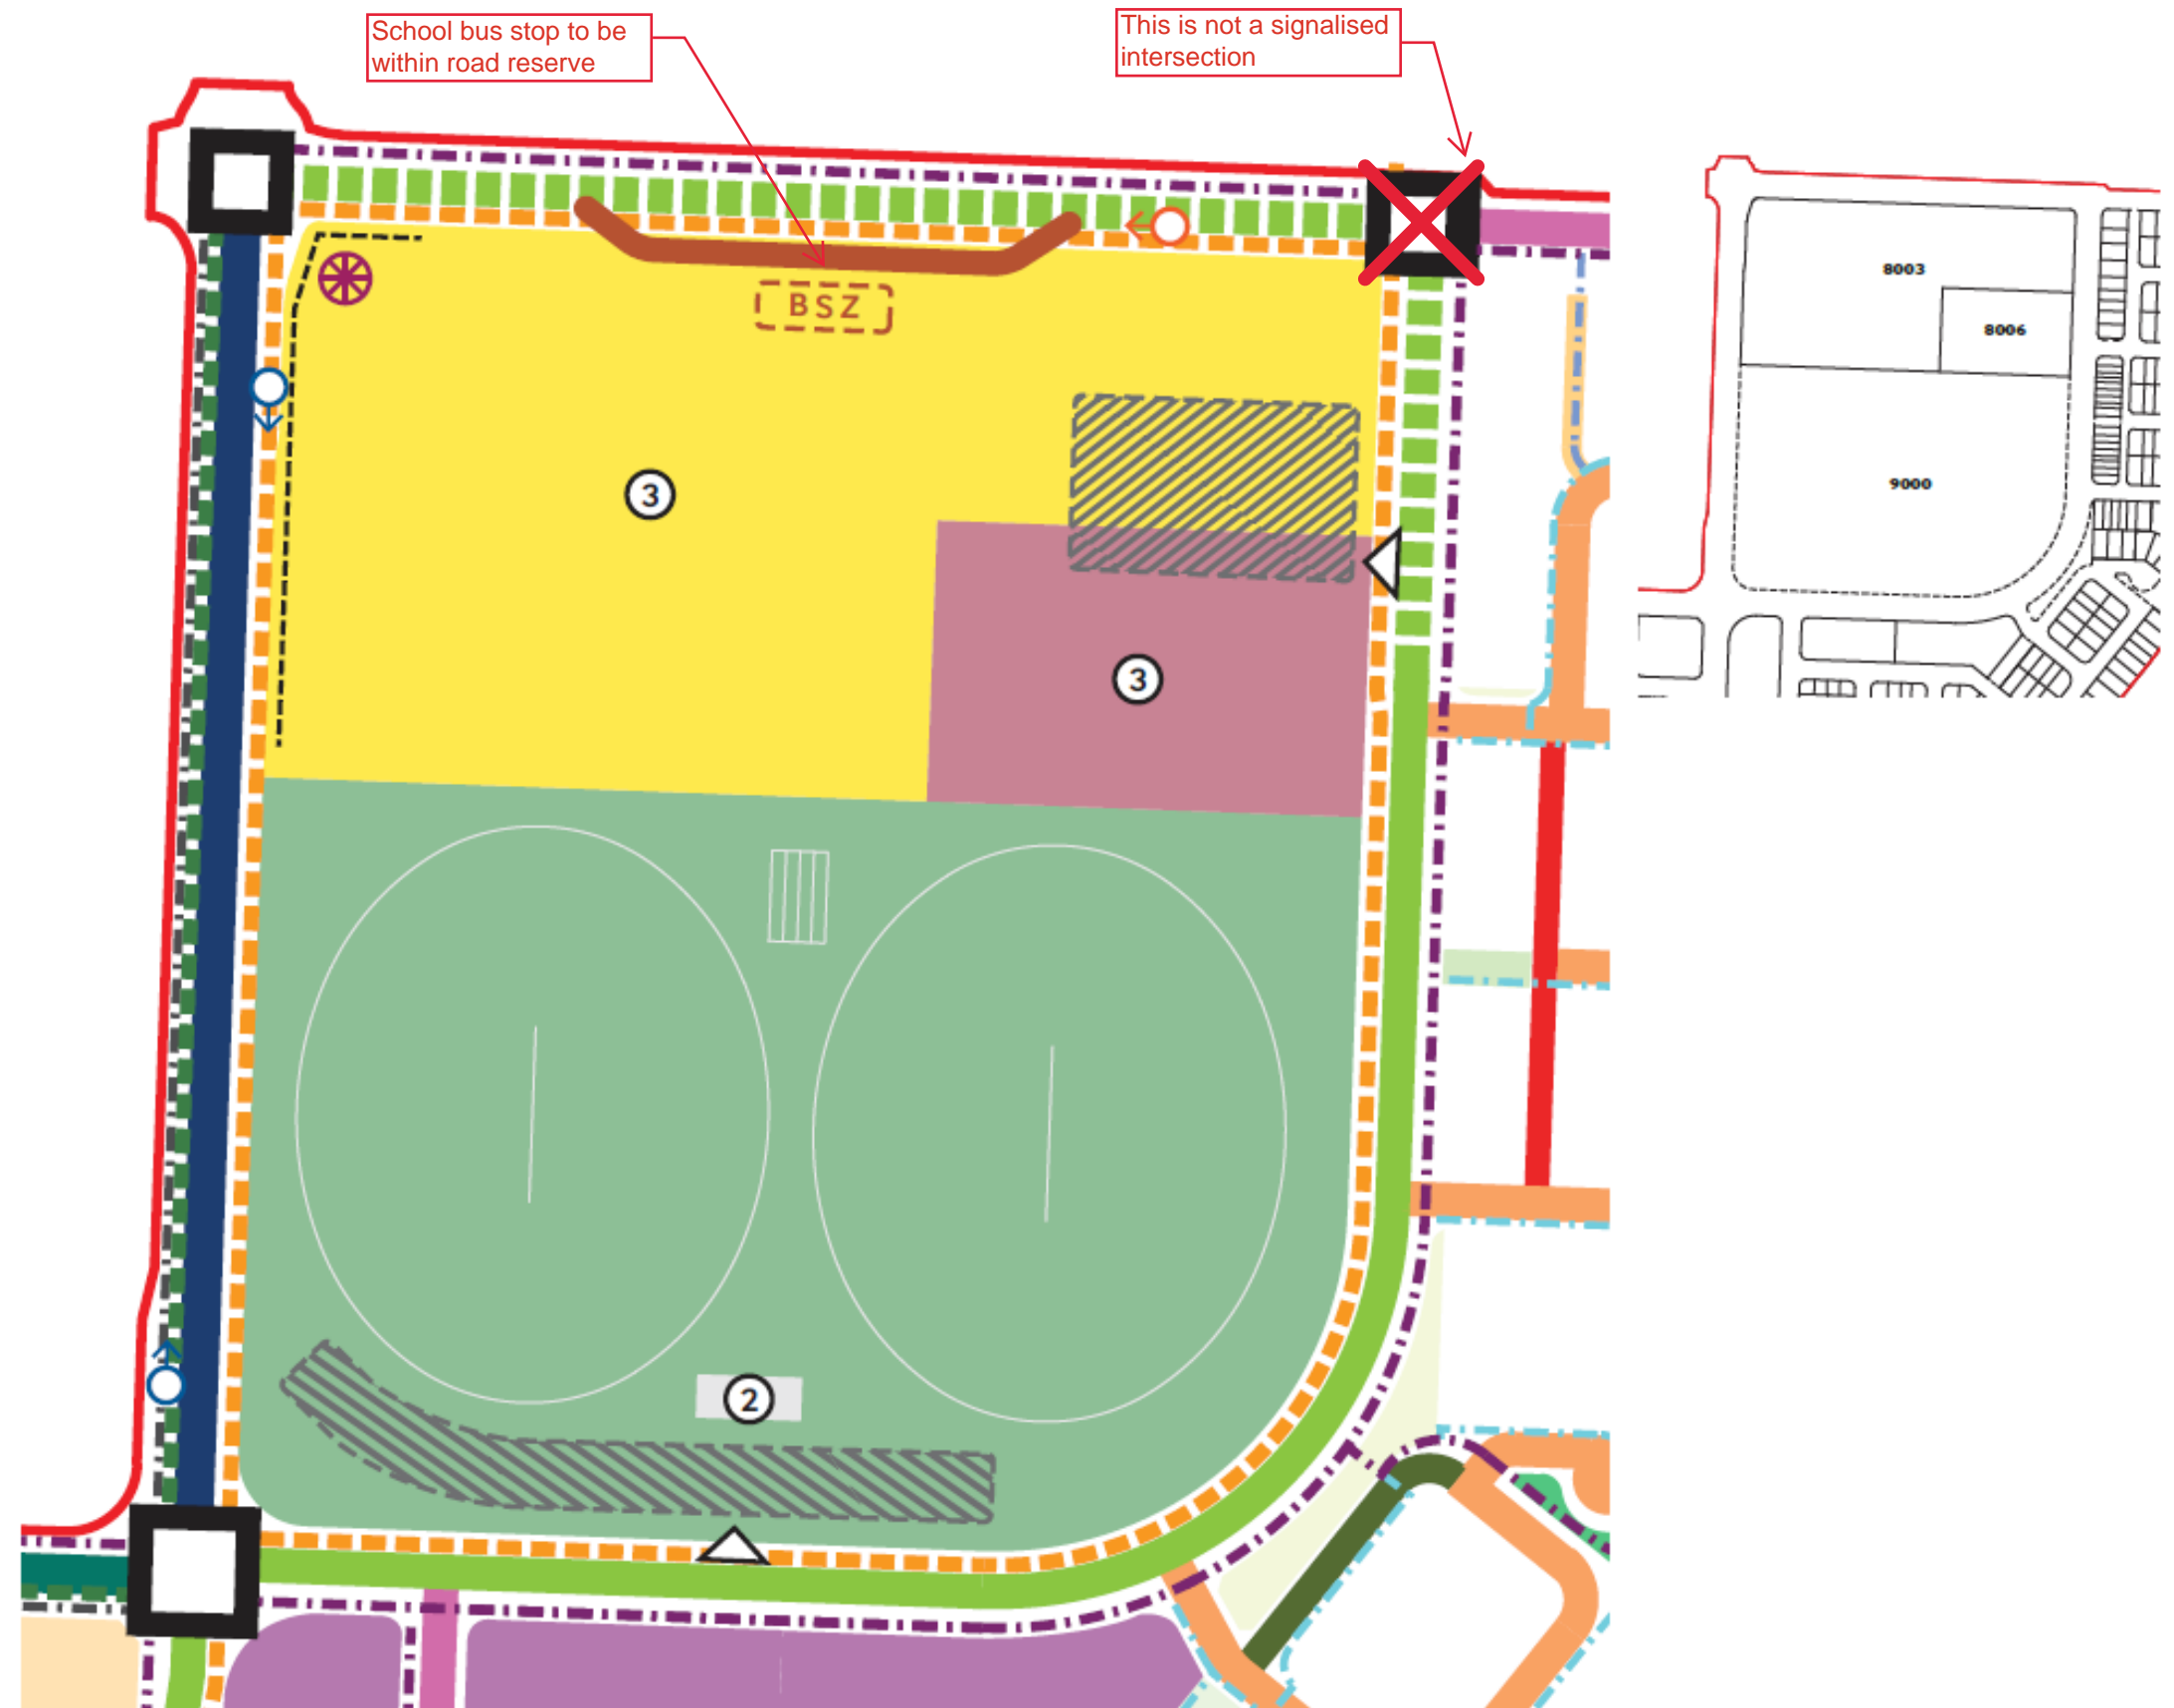 School bus stop to be
within road reserve
This is not a signalised
intersection
BSZ
3
3
2
8003
8006
9000